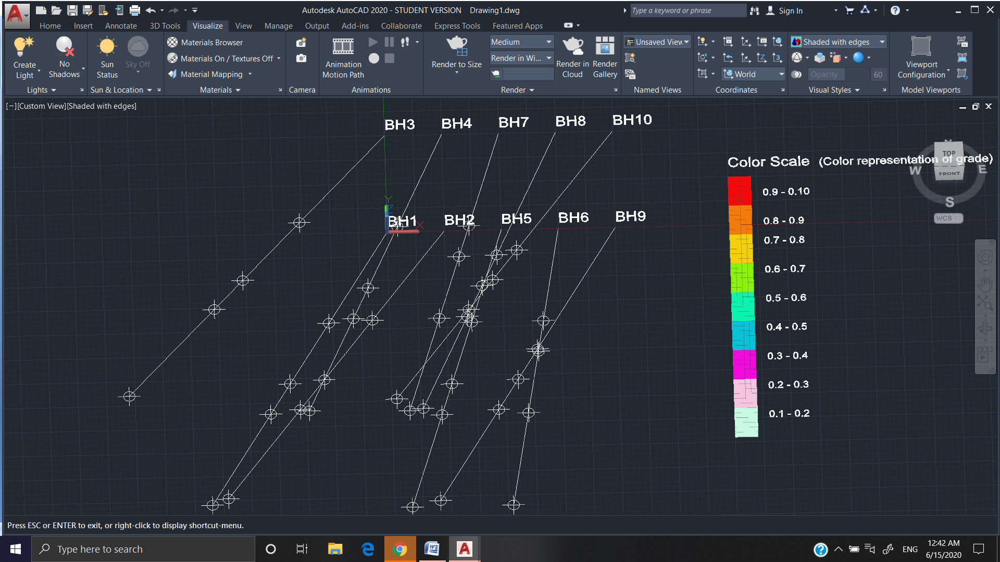 Autodesk AutoCAD 2020 - STUDENT VERSION Drawing1.dwg
Type a keyword or phrase
Sign In
Home Insert Annotate 3D Tools Visualize View Manage Output Add-ins Collaborate Express Tools Featured Apps
Create Light
No Shadows
Lights
Sun Status
Sky Off
Sun & Location
Materials Browser
Materials On / Textures Off
Material Mapping
Materials
Camera
Animation Motion Path
Animations
Render to Size
Medium
Render in Wi...
Render in Cloud
Render Gallery
Render
Unsaved View
Named Views
World
Coordinates
Shaded with edges
Opacity 60
Visual Styles
Viewport Configuration
Model Viewports
[−][Custom View][Shaded with edges]
BH3 BH4 BH7 BH8 BH10
BH1 BH2 BH5 BH6 BH9
Y
X
Color Scale (Color representation of grade)
0.9 - 0.10
0.8 - 0.9
0.7 - 0.8
0.6 - 0.7
0.5 - 0.6
0.4 - 0.5
0.3 - 0.4
0.2 - 0.3
0.1 - 0.2
N
TOP
FRONT
W
E
S
WCS
Press ESC or ENTER to exit, or right-click to display shortcut-menu.
Type here to search
ENG
12:42 AM
6/15/2020